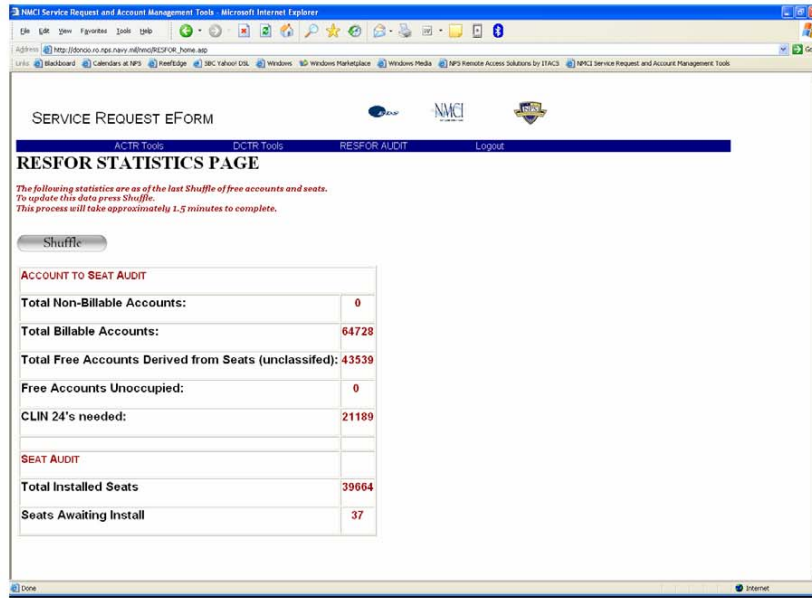 NMCI Service Request and Account Management Tools - Microsoft Internet Explorer
File Edit View Favorites Tools Help
Address http://doncio.ro.nps.navy.mil/nmci/RESFOR_home.asp Go
Links Blackboard Calendars at NPS ReefEdge SBC Yahoo! DSL Windows Windows Marketplace Windows Media NPS Remote Access Solutions by ITACS NMCI Service Request and Account Management Tools
SERVICE REQUEST EFORM EDS NMCI
ACTR Tools DCTR Tools RESFOR AUDIT Logout
RESFOR STATISTICS PAGE
The following statistics are as of the last Shuffle of free accounts and seats.
To update this data press Shuffle.
This process will take approximately 1.5 minutes to complete.
Shuffle
ACCOUNT TO SEAT AUDIT
Total Non-Billable Accounts: 0
Total Billable Accounts: 64728
Total Free Accounts Derived from Seats (unclassifed): 43539
Free Accounts Unoccupied: 0
CLIN 24's needed: 21189
SEAT AUDIT
Total Installed Seats 39664
Seats Awaiting Install 37
Done Internet